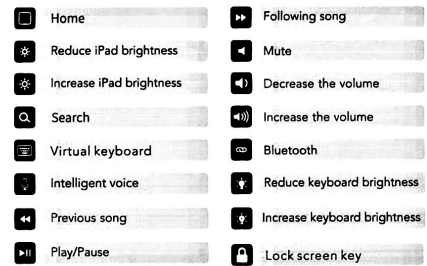 Home
Reduce iPad brightness
Increase iPad brightness
Search
Virtual keyboard
Intelligent voice
Previous song
Play/Pause
Following song
Mute
Decrease the volume
Increase the volume
Bluetooth
Reduce keyboard brightness
Increase keyboard brightness
Lock screen key